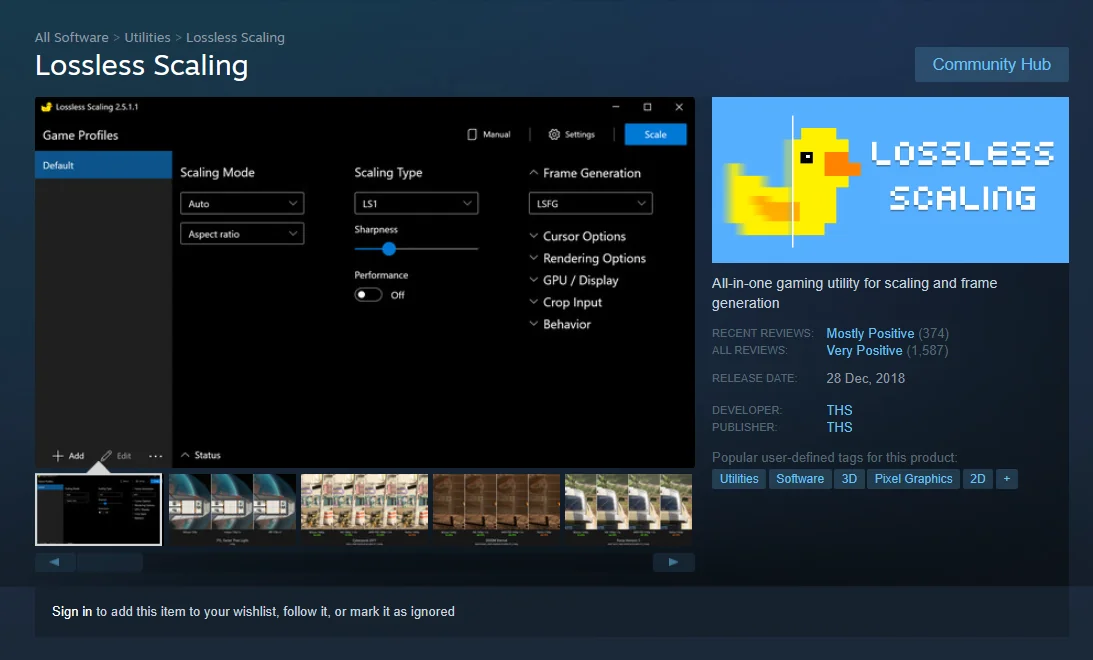 All Software > Utilities > Lossless Scaling
Lossless Scaling
Community Hub
Lossless Scaling 2.5.1.1
Game Profiles
Manual
Settings
Scale
Default
Scaling Mode
Auto
Aspect ratio
Scaling Type
LS1
Sharpness
Performance
Off
Frame Generation
LSFG
Cursor Options
Rendering Options
GPU / Display
Crop Input
Behavior
Add
Edit
Status
LOSSLESS
SCALING
All-in-one gaming utility for scaling and frame
generation
RECENT REVIEWS: Mostly Positive (374)
ALL REVIEWS: Very Positive (1,587)
RELEASE DATE: 28 Dec, 2018
DEVELOPER: THS
PUBLISHER: THS
Popular user-defined tags for this product:
Utilities Software 3D Pixel Graphics 2D +
Sign in to add this item to your wishlist, follow it, or mark it as ignored